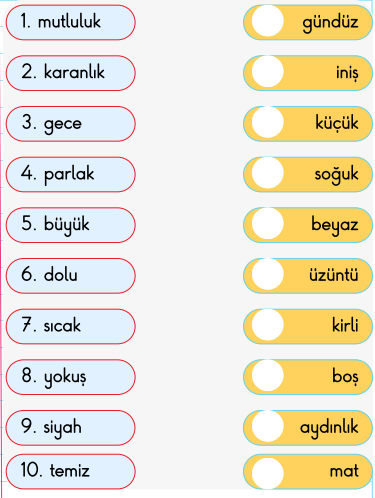 1. mutluluk gündüz
2. karanlık iniş
3. gece küçük
4. parlak soğuk
5. büyük beyaz
6. dolu üzüntü
7. sıcak kirli
8. yokuş boş
9. siyah aydınlık
10. temiz mat